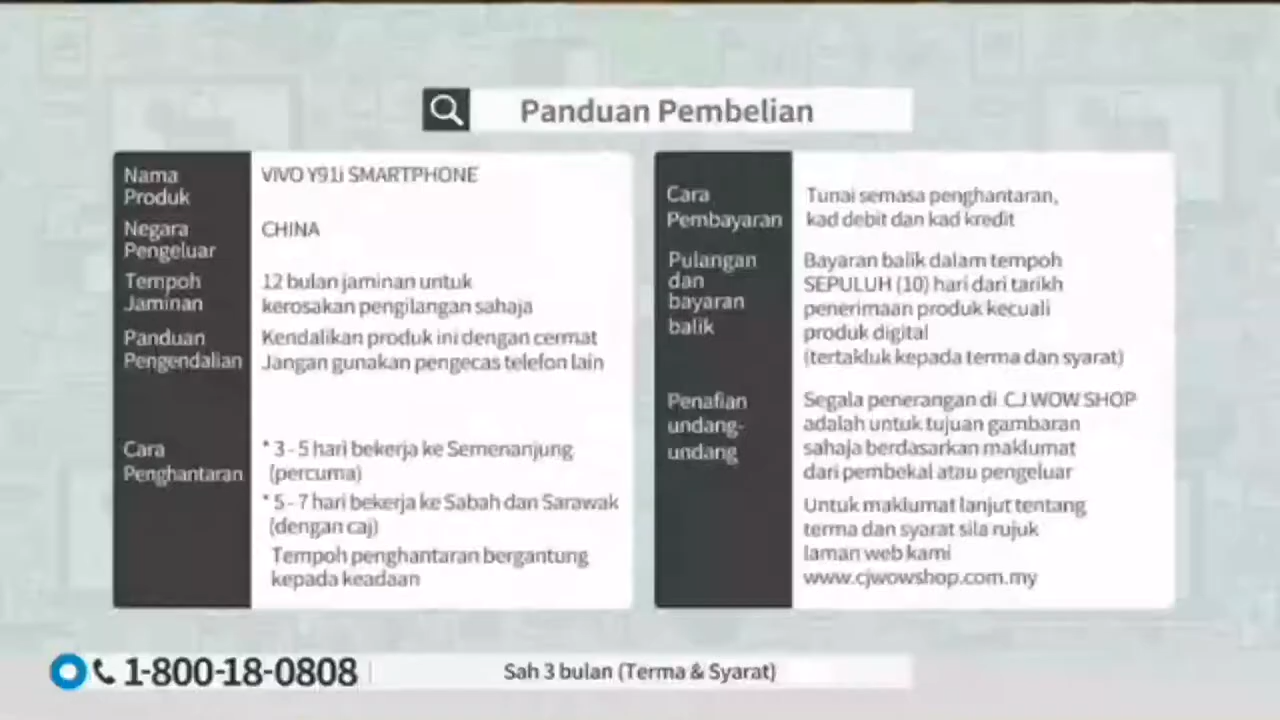 Panduan Pembelian
Nama
Produk
VIVO Y91i SMARTPHONE
Negara
Pengeluar
CHINA
Tempoh
Jaminan
12 bulan jaminan untuk
kerosakan pengilangan sahaja
Panduan
Pengendalian
Kendalikan produk ini dengan cermat
Jangan gunakan pengecas telefon lain
Cara
Penghantaran
* 3 - 5 hari bekerja ke Semenanjung
(percuma)
* 5 - 7 hari bekerja ke Sabah dan Sarawak
(dengan caj)
Tempoh penghantaran bergantung
kepada keadaan
Cara
Pembayaran
Tunai semasa penghantaran,
kad debit dan kad kredit
Pulangan
dan
bayaran
balik
Bayaran balik dalam tempoh
SEPULUH (10) hari dari tarikh
penerimaan produk kecuali
produk digital
(tertakluk kepada terma dan syarat)
Penafian
undang-
undang
Segala penerangan di CJ WOW SHOP
adalah untuk tujuan gambaran
sahaja berdasarkan maklumat
dari pembekal atau pengeluar
Untuk maklumat lanjut tentang
terma dan syarat sila rujuk
laman web kami
www.cjwowshop.com.my
1-800-18-0808
Sah 3 bulan (Terma & Syarat)